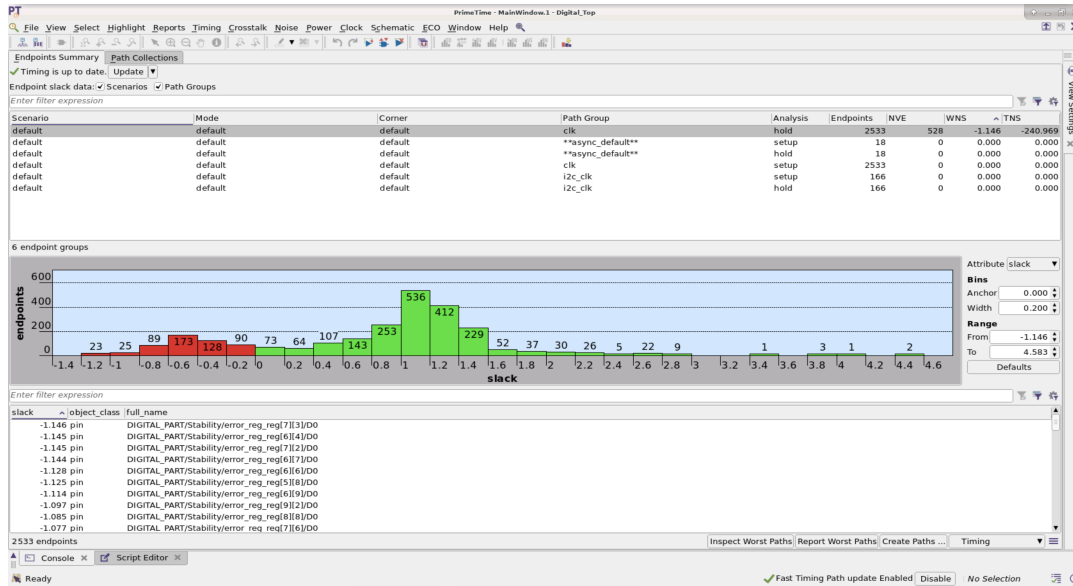 PT
PrimeTime - MainWindow.1 - Digital_Top
File View Select Highlight Reports Timing Crosstalk Noise Power Clock Schematic ECO Window Help
Endpoints Summary Path Collections
Timing is up to date. Update
Endpoint slack data: Scenarios Path Groups
Enter filter expression
Scenario Mode Corner Path Group Analysis Endpoints NVE WNS TNS
default default default clk hold 2533 528 -1.146 -240.969
default default default **async_default** setup 18 0 0.000 0.000
default default default **async_default** hold 18 0 0.000 0.000
default default default clk setup 2533 0 0.000 0.000
default default default i2c_clk setup 166 0 0.000 0.000
default default default i2c_clk hold 166 0 0.000 0.000
View Settings
6 endpoint groups
endpoints
600
400
200
0
23 25 89 173 128 90 73 64 107 143 253 536 412 229 52 37 30 26 5 22 9 1 3 1 2
-1.4 -1.2 -1 -0.8 -0.6 -0.4 -0.2 0 0.2 0.4 0.6 0.8 1 1.2 1.4 1.6 1.8 2 2.2 2.4 2.6 2.8 3 3.2 3.4 3.6 3.8 4 4.2 4.4 4.6
slack
Attribute slack
Bins
Anchor 0.000
Width 0.200
Range
From -1.146
To 4.583
Defaults
Enter filter expression
slack object_class full_name
-1.146 pin DIGITAL_PART/Stability/error_reg_reg[7][3]/D0
-1.145 pin DIGITAL_PART/Stability/error_reg_reg[6][4]/D0
-1.145 pin DIGITAL_PART/Stability/error_reg_reg[7][2]/D0
-1.144 pin DIGITAL_PART/Stability/error_reg_reg[6][7]/D0
-1.128 pin DIGITAL_PART/Stability/error_reg_reg[6][6]/D0
-1.125 pin DIGITAL_PART/Stability/error_reg_reg[5][8]/D0
-1.114 pin DIGITAL_PART/Stability/error_reg_reg[6][9]/D0
-1.097 pin DIGITAL_PART/Stability/error_reg_reg[9][2]/D0
-1.085 pin DIGITAL_PART/Stability/error_reg_reg[8][8]/D0
-1.077 pin DIGITAL_PART/Stability/error_reg_reg[7][6]/D0
2533 endpoints
Inspect Worst Paths Report Worst Paths Create Paths ... Timing
Console Script Editor
Ready
Fast Timing Path update Enabled Disable No Selection